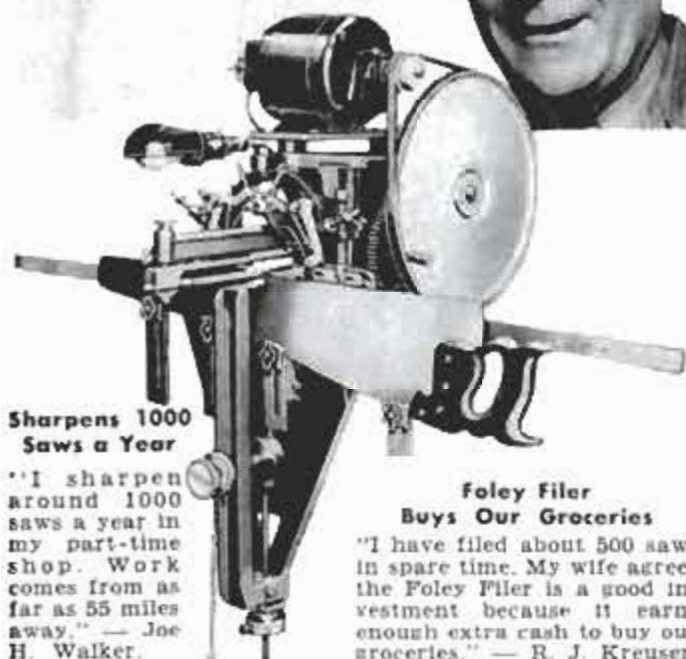 Sharpens 1000
Saws a Year
"I sharpen
around 1000
saws a year in
my part-time
shop. Work
comes from as
far as 55 miles
away." — Joe
H. Walker.
Foley Filer
Buys Our Groceries
"I have filed about 500 saw
in spare time. My wife agree
the Foley Filer is a good in
vestment because it earn
enough extra cash to buy ou
groceries." — R. J. Kreuser